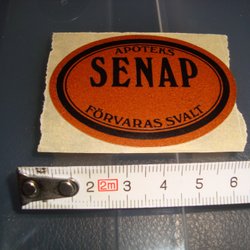 APOTEKS
SENAP
FÖRVARAS SVALT
2 2m 3 4 5 6